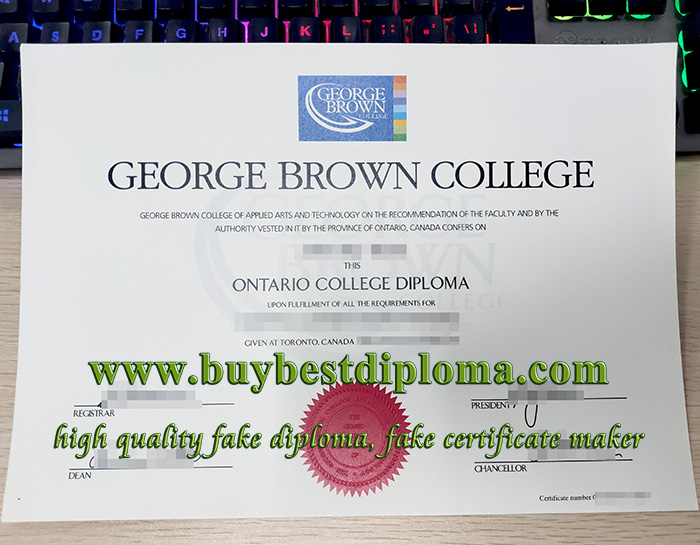 A S D F G H J K L
GEORGE
BROWN
COLLEGE
GEORGE BROWN COLLEGE
GEORGE BROWN COLLEGE OF APPLIED ARTS AND TECHNOLOGY ON THE RECOMMENDATION OF THE FACULTY AND BY THE
AUTHORITY VESTED IN IT BY THE PROVINCE OF ONTARIO, CANADA CONFERS ON
THIS
ONTARIO COLLEGE DIPLOMA
UPON FULFILLMENT OF ALL THE REQUIREMENTS FOR
GIVEN AT TORONTO, CANADA
www.buybestdiploma.com
REGISTRAR
PRESIDENT
high quality fake diploma, fake certificate maker
DEAN
CHANCELLOR
Certificate number